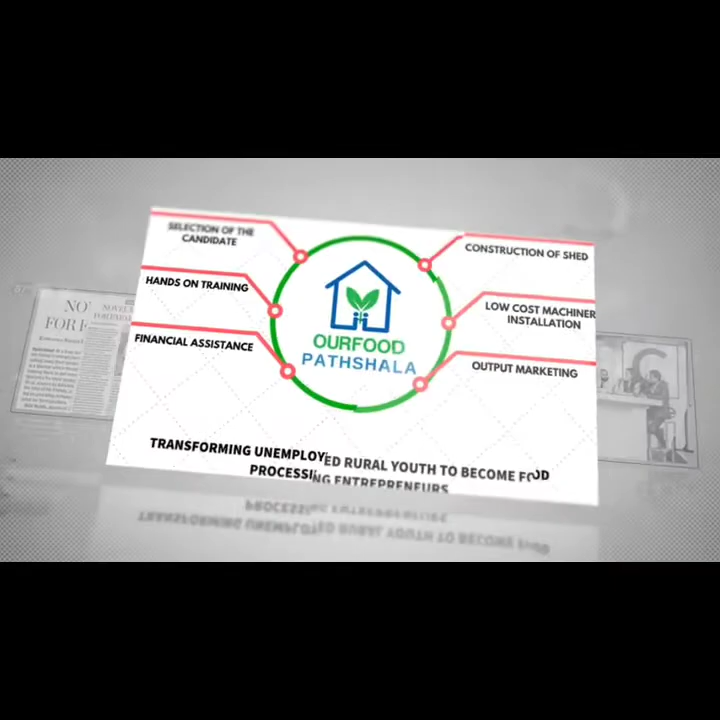 SELECTION OF THE
CANDIDATE
HANDS ON TRAINING
FINANCIAL ASSISTANCE
OURFOOD
PATHSHALA
CONSTRUCTION OF SHED
LOW COST MACHINER
INSTALLATION
OUTPUT MARKETING
TRANSFORMING UNEMPLOYED RURAL YOUTH TO BECOME FOOD
PROCESSING ENTREPRENEURS